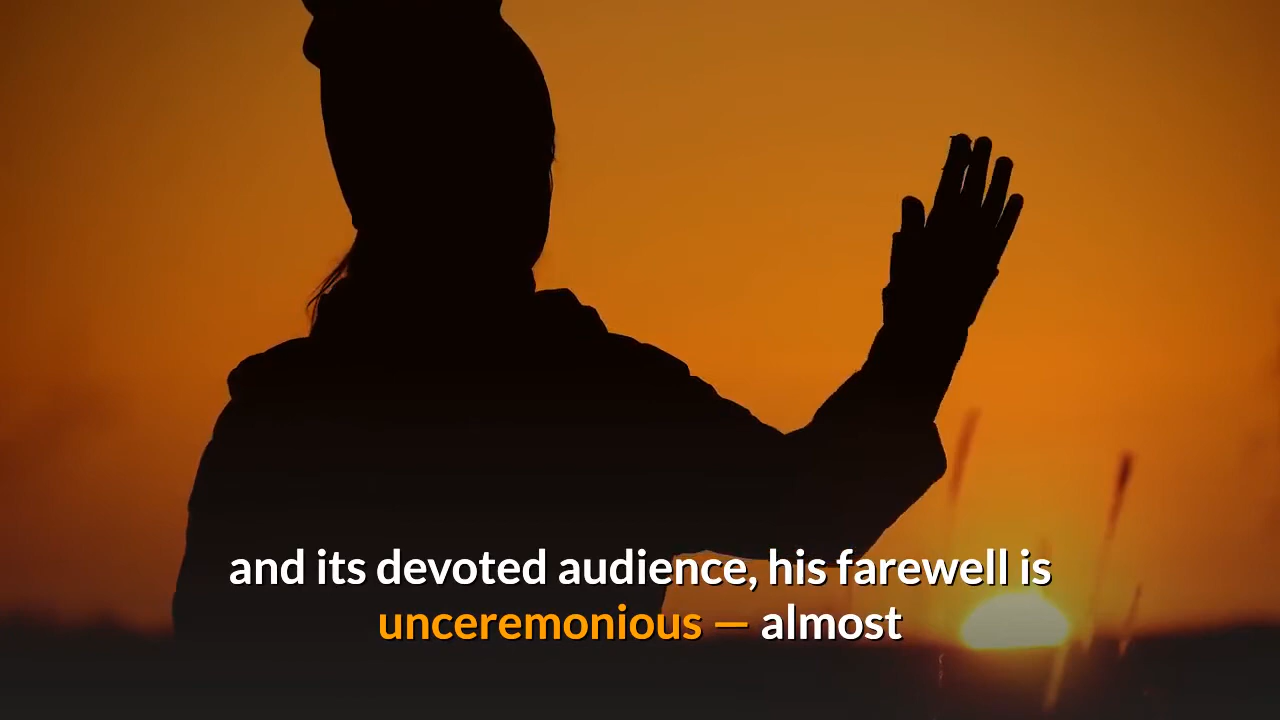 and its devoted audience, his farewell is
unceremonious — almost